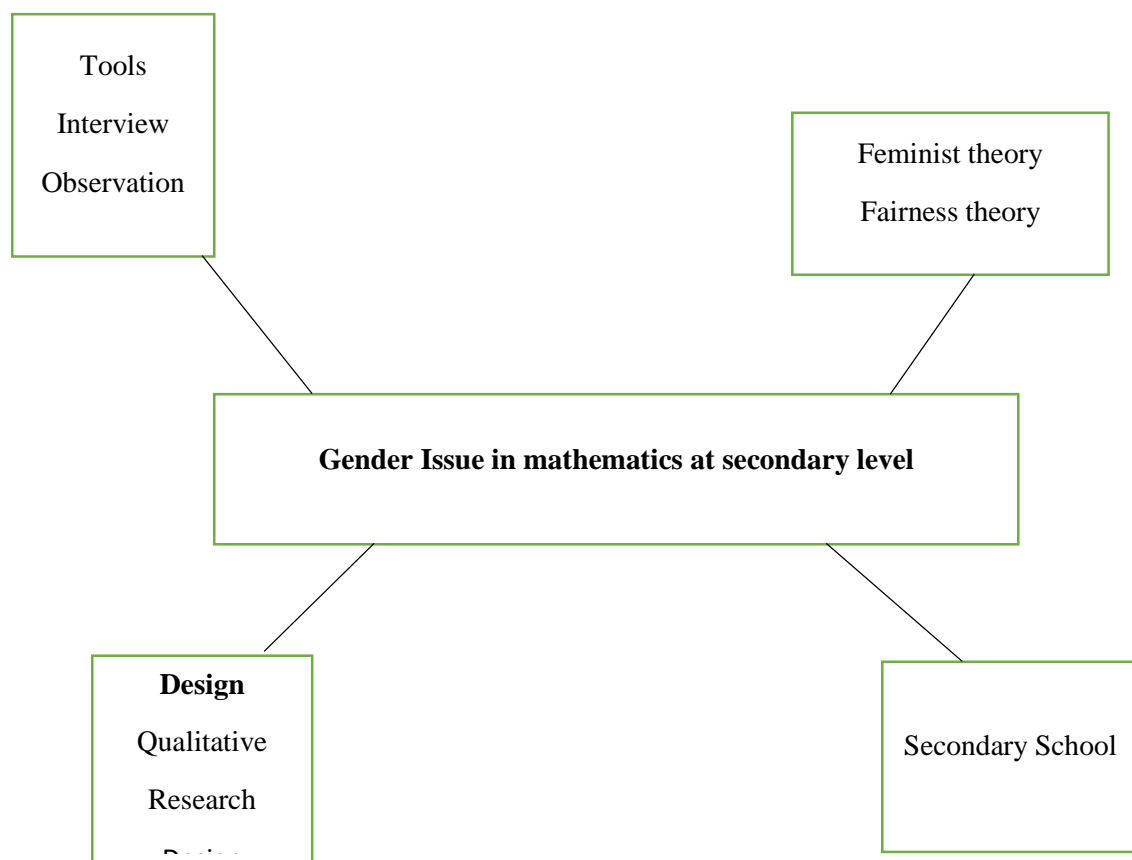 Tools
Interview
Observation
Feminist theory
Fairness theory
Gender Issue in mathematics at secondary level
Design
Qualitative
Research
Design
Secondary School